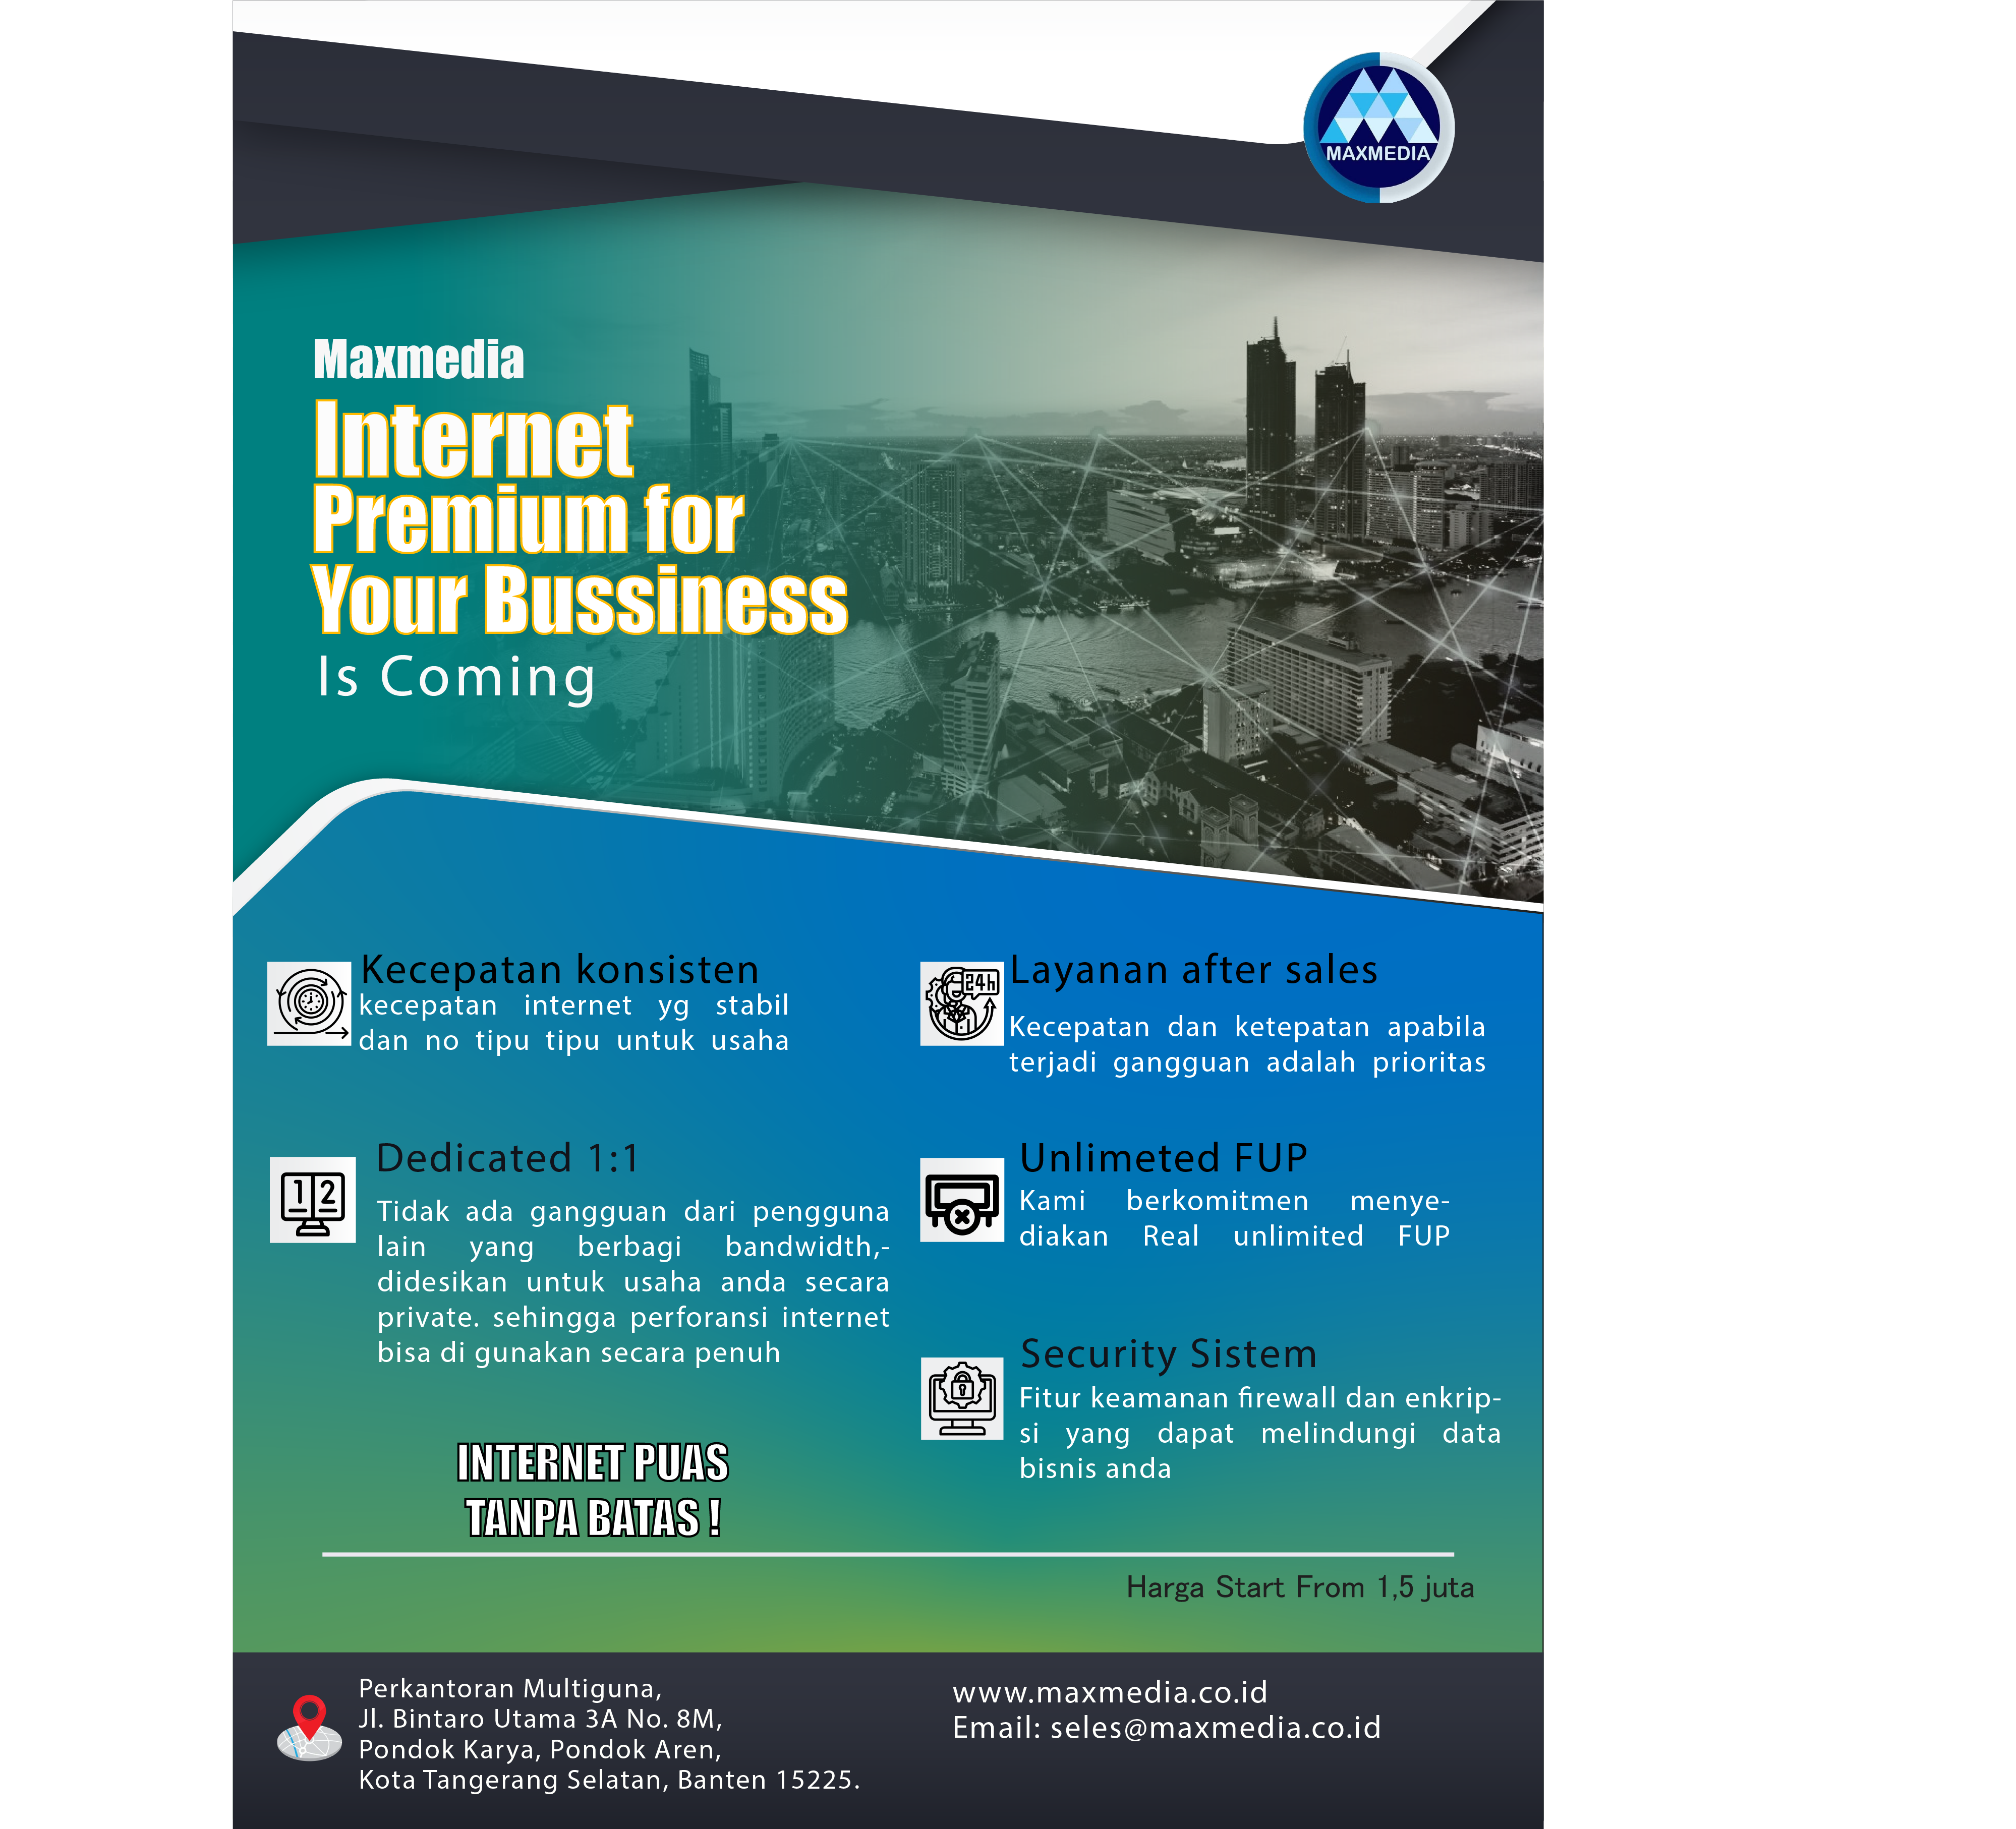 MAXMEDIA
Maxmedia
Internet
Premium for
Your Bussiness
Is Coming
Kecepatan konsisten
kecepatan internet yg stabil
dan no tipu tipu untuk usaha
Layanan after sales
24h
Kecepatan dan ketepatan apabila
terjadi gangguan adalah prioritas
Dedicated 1:1
1 2
Tidak ada gangguan dari pengguna
lain yang berbagi bandwidth,-
didesikan untuk usaha anda secara
private. sehingga perforansi internet
bisa di gunakan secara penuh
Unlimeted FUP
Kami berkomitmen menye-
diakan Real unlimited FUP
Security Sistem
Fitur keamanan firewall dan enkrip-
si yang dapat melindungi data
bisnis anda
INTERNET PUAS
TANPA BATAS !
Harga Start From 1,5 juta
Perkantoran Multiguna,
Jl. Bintaro Utama 3A No. 8M,
Pondok Karya, Pondok Aren,
Kota Tangerang Selatan, Banten 15225.
www.maxmedia.co.id
Email: seles@maxmedia.co.id